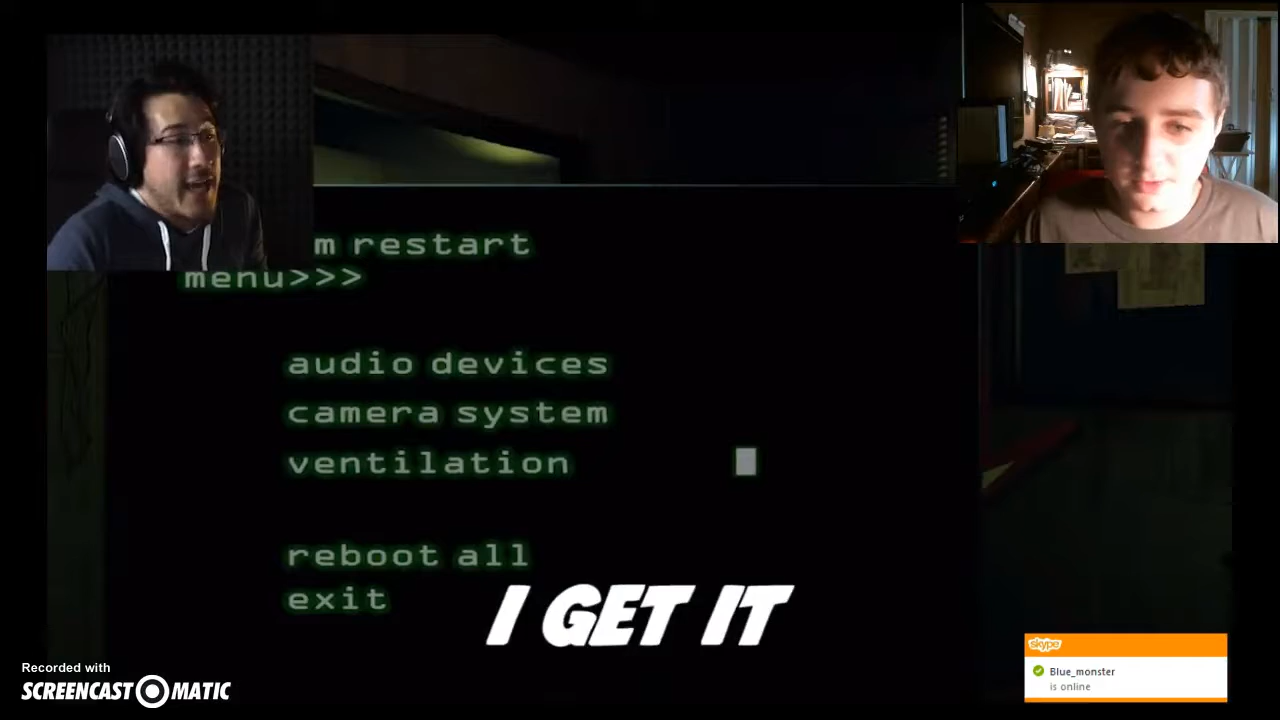 m restart
menu>>>
audio devices
camera system
ventilation
reboot all
exit
I GET IT
Recorded with
SCREENCAST O MATIC
skype
Blue_monster
is online